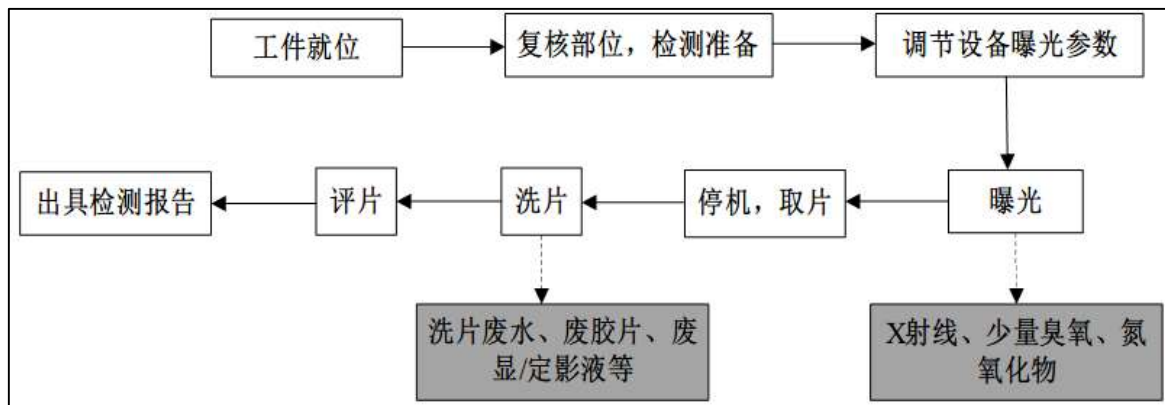 工件就位
复核部位，检测准备
调节设备曝光参数
出具检测报告
评片
洗片
停机，取片
曝光
洗片废水、废胶片、废
显/定影液等
X射线、少量臭氧、氮
氧化物